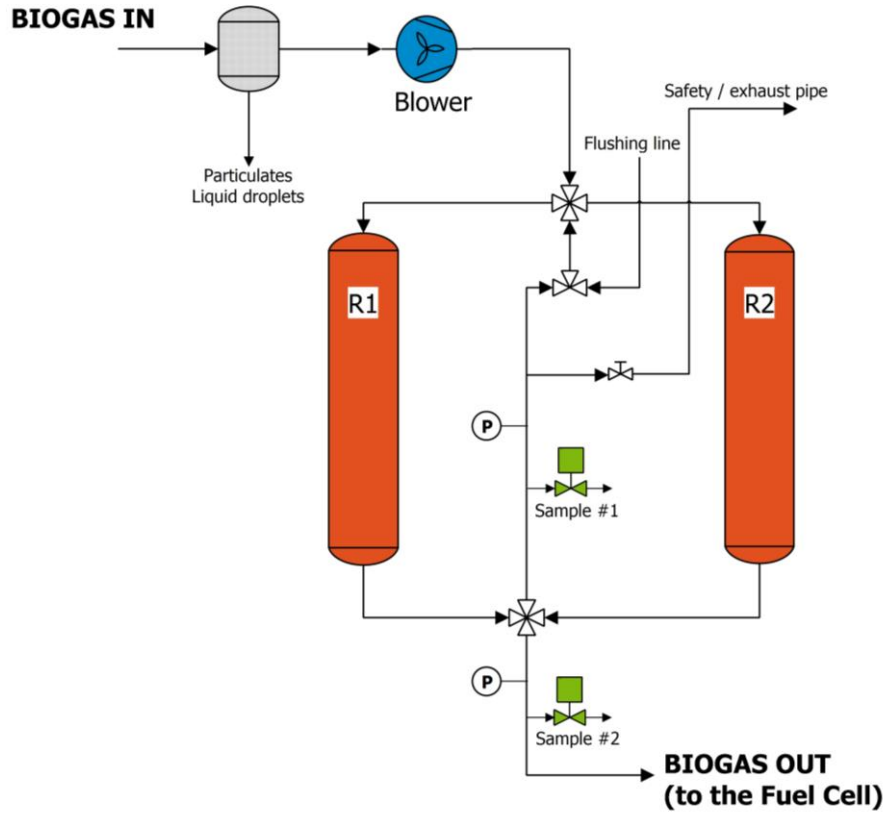 BIOGAS IN
Blower
Safety / exhaust pipe
Flushing line
Particulates
Liquid droplets
R1
R2
P
Sample #1
P
Sample #2
BIOGAS OUT
(to the Fuel Cell)